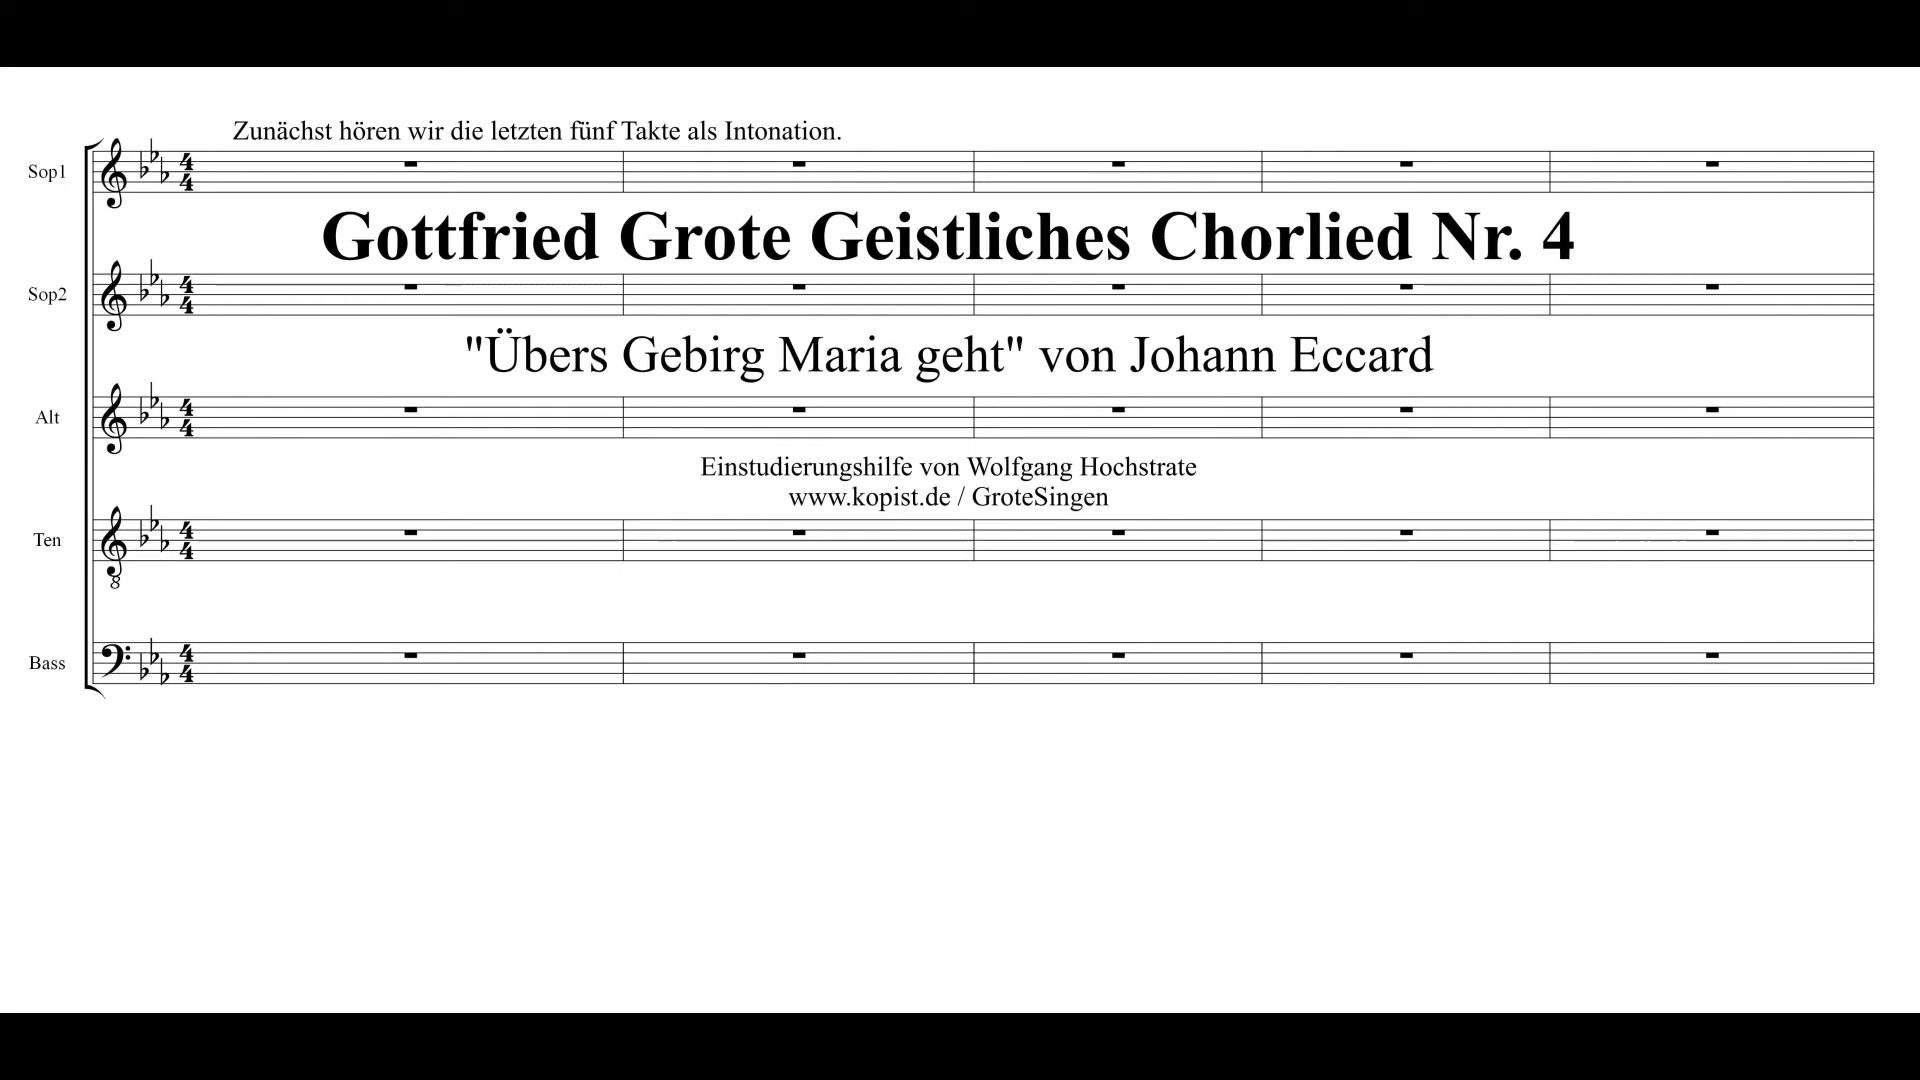 Zunächst hören wir die letzten fünf Takte als Intonation.
Sop1
Gottfried Grote Geistliches Chorlied Nr. 4
Sop2
"Übers Gebirg Maria geht" von Johann Eccard
Alt
Einstudierungshilfe von Wolfgang Hochstrate
www.kopist.de / GroteSingen
Ten
Bass